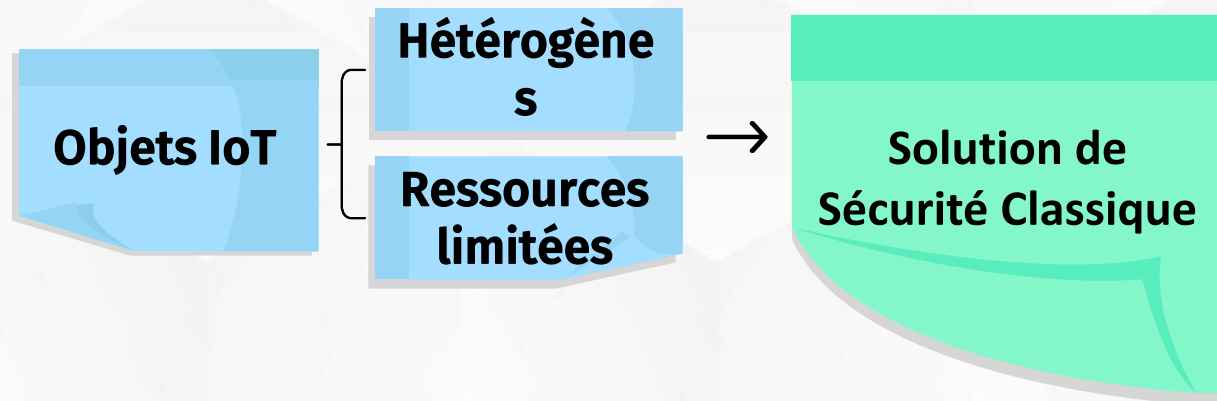 Objets IoT
Hétérogène
s
Ressources
limitées
Solution de
Sécurité Classique